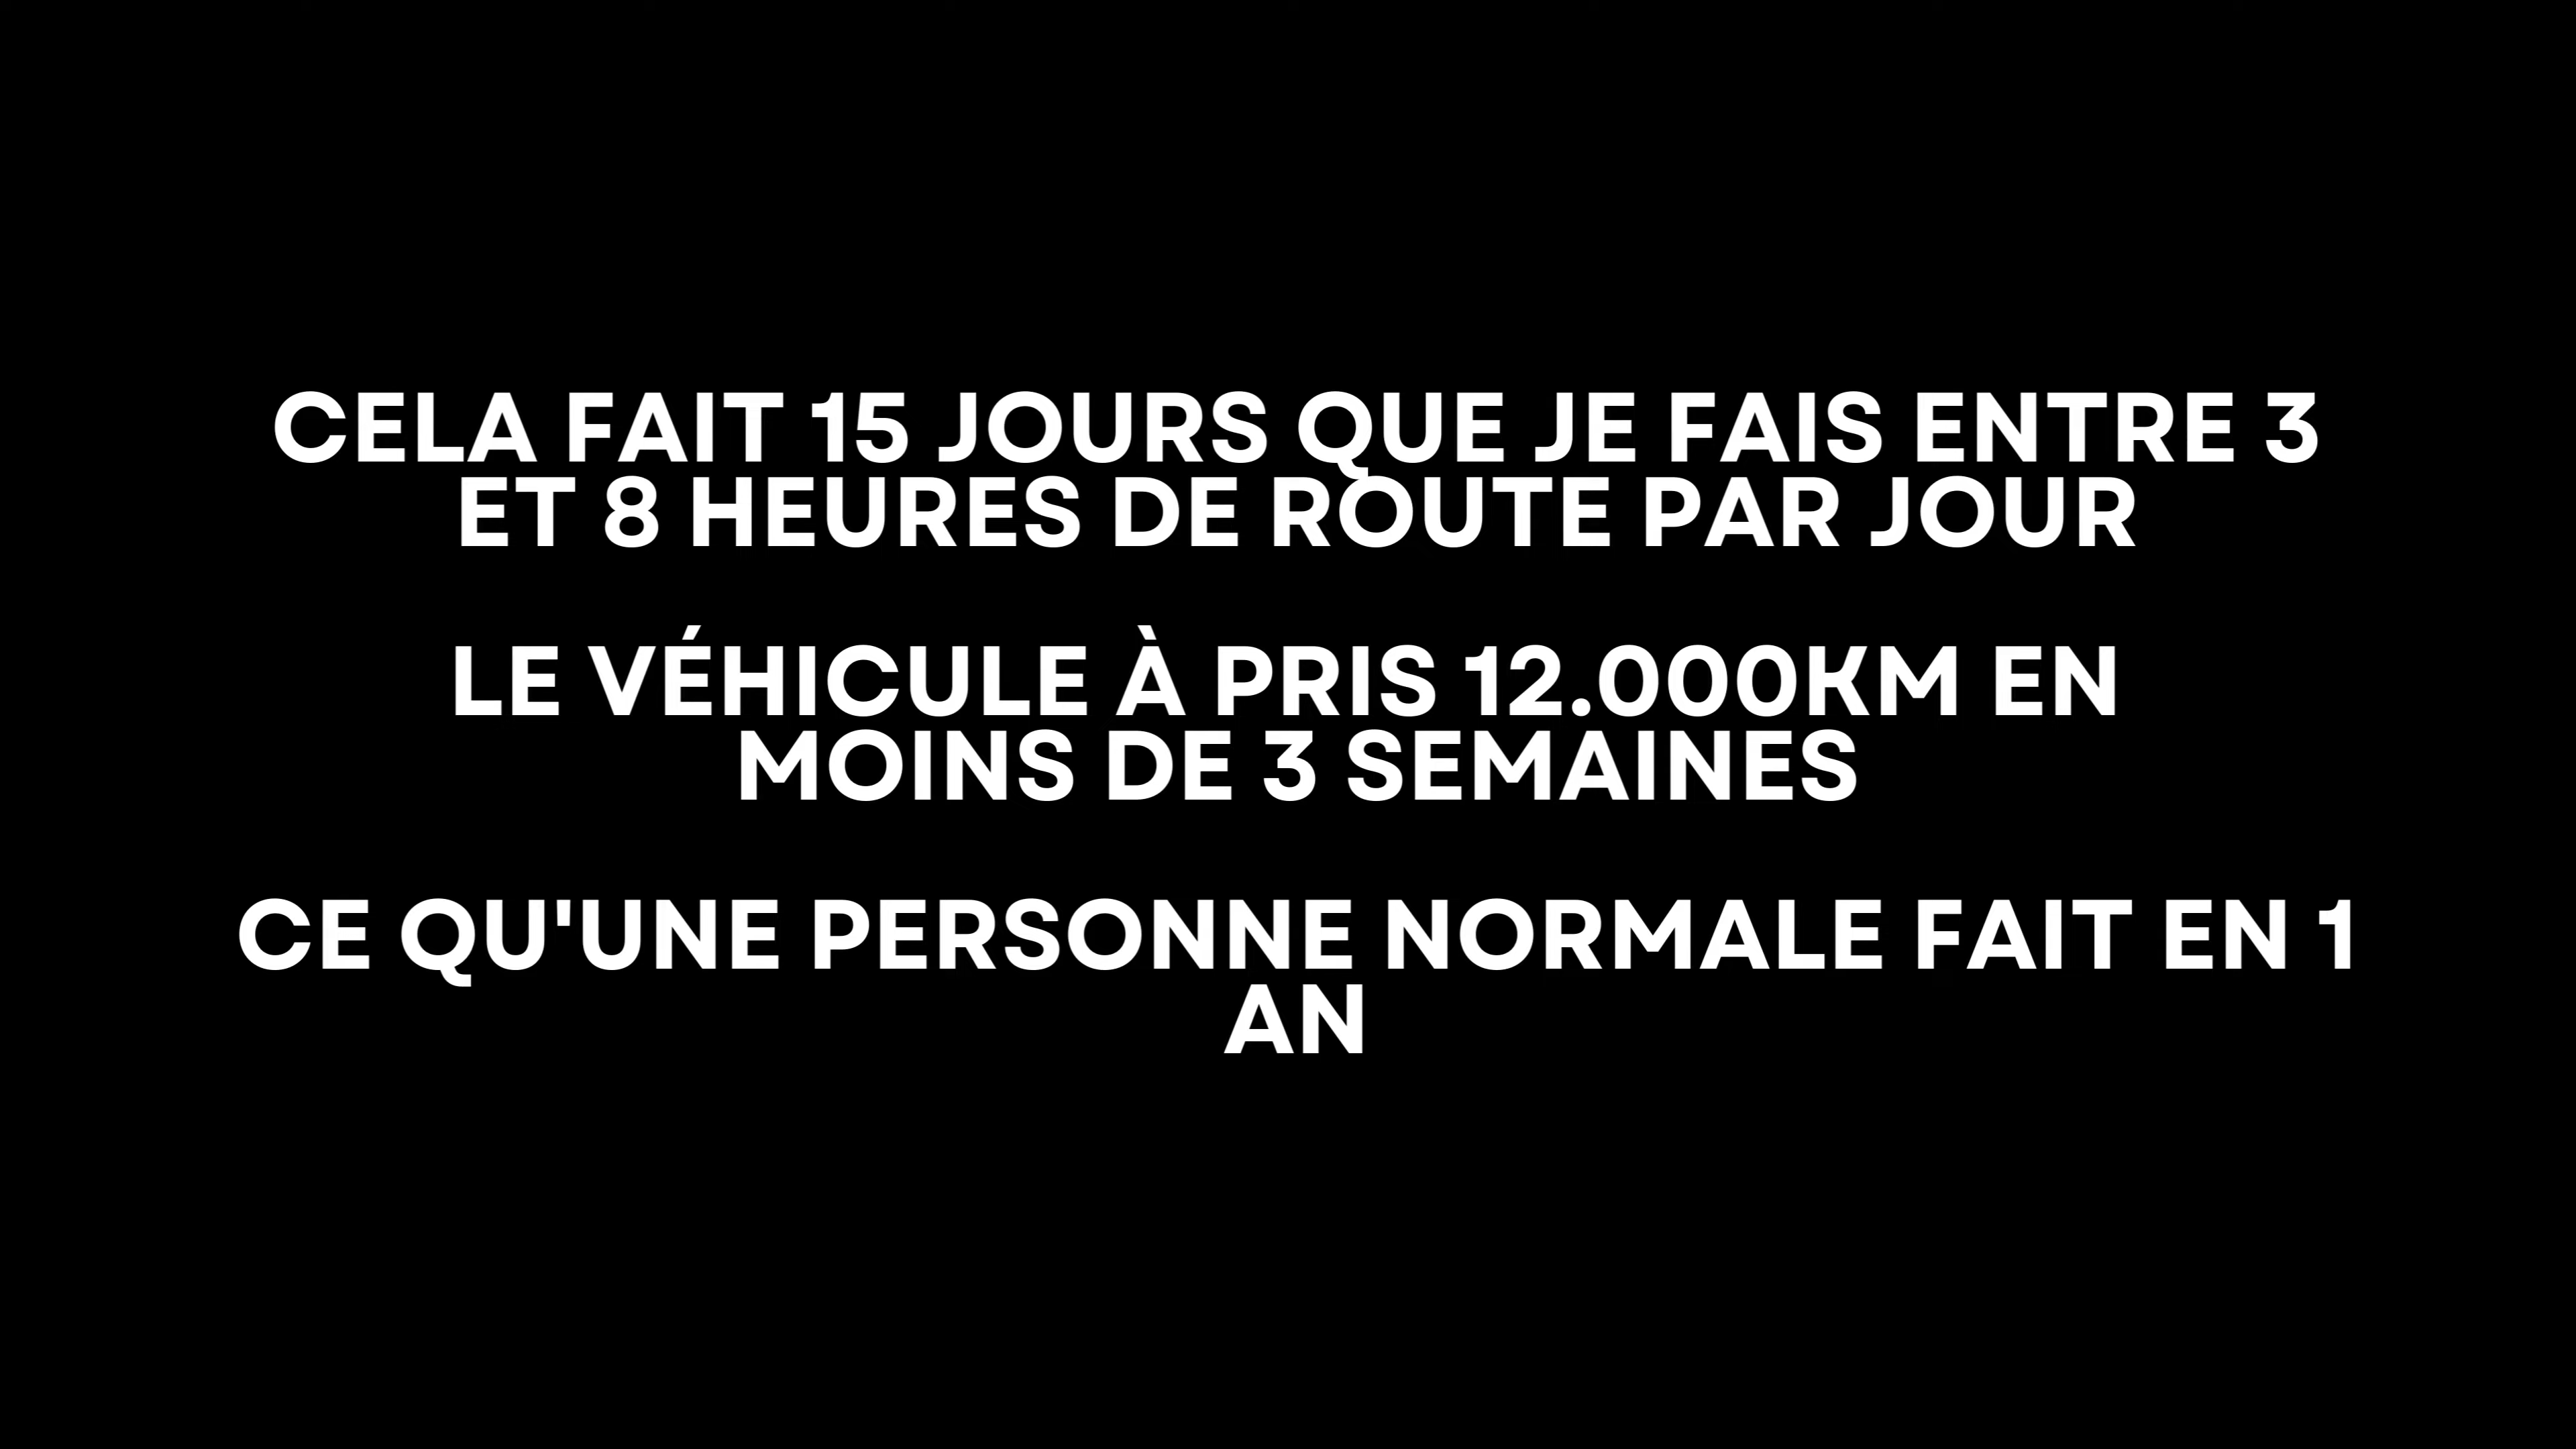 CELA FAIT 15 JOURS QUE JE FAIS ENTRE 3
ET 8 HEURES DE ROUTE PAR JOUR
LE VÉHICULE À PRIS 12.000KM EN
MOINS DE 3 SEMAINES
CE QU'UNE PERSONNE NORMALE FAIT EN 1
AN